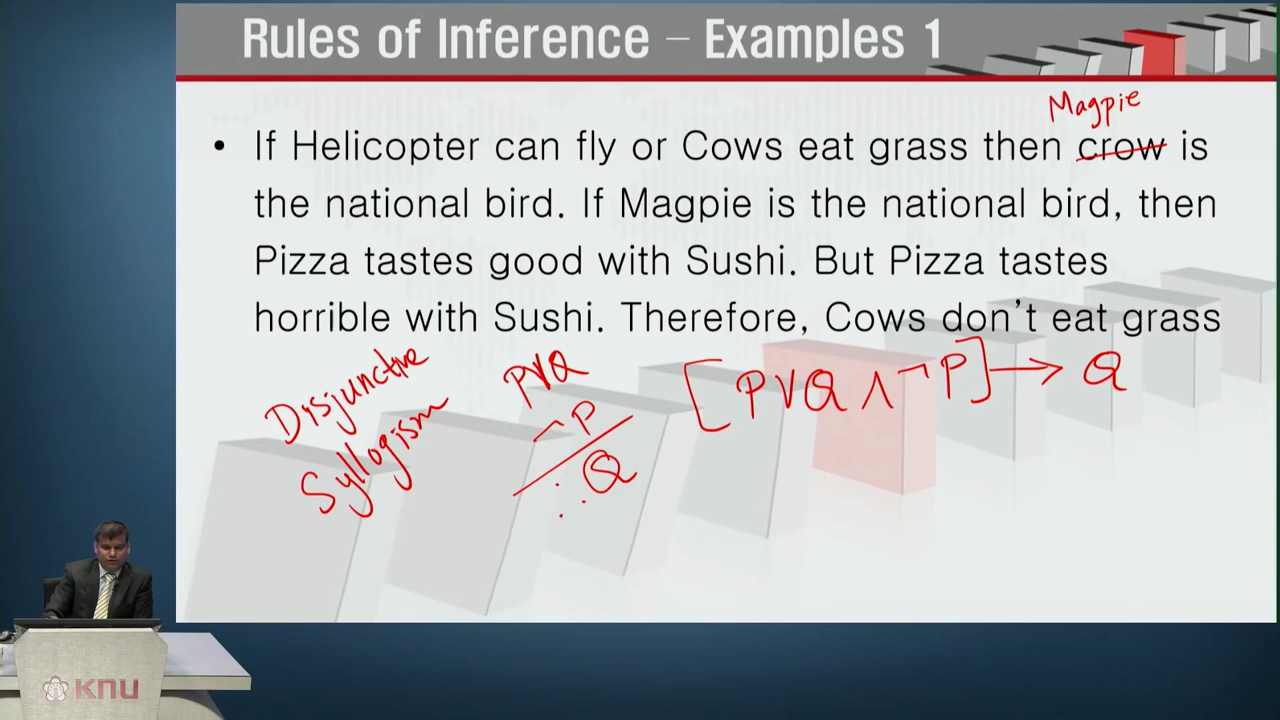 Rules of Inference – Examples 1
Magpie
• If Helicopter can fly or Cows eat grass then crow is
the national bird. If Magpie is the national bird, then
Pizza tastes good with Sushi. But Pizza tastes
horrible with Sushi. Therefore, Cows don't eat grass
Disjunctive
Syllogism
P∨Q
¬P
∴Q
[P∨Q ∧ ¬P] → Q
KNU